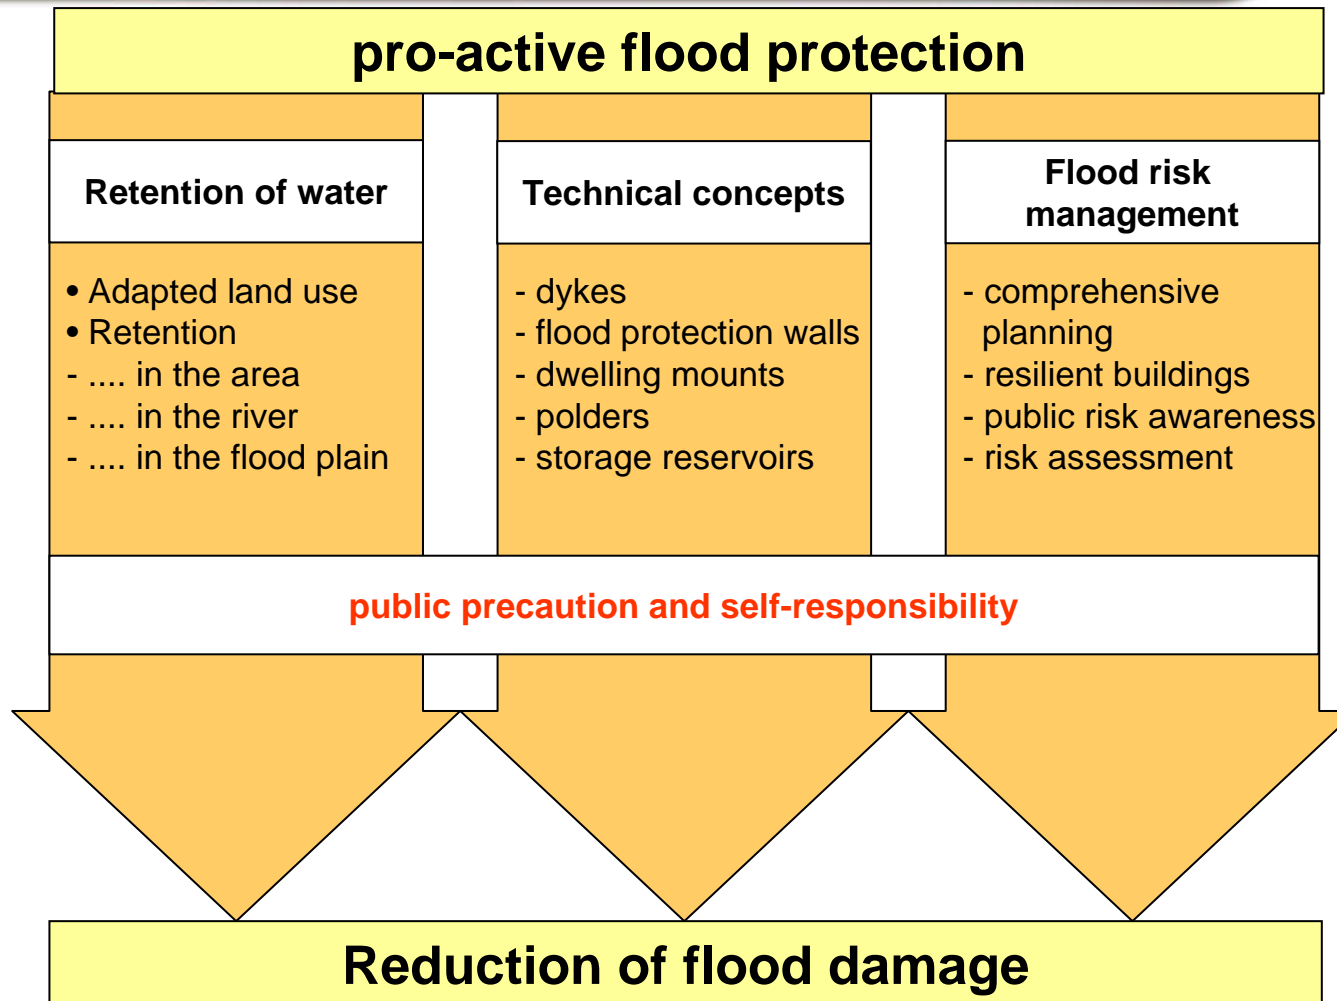 pro-active flood protection
Retention of water
• Adapted land use
• Retention
- .... in the area
- .... in the river
- .... in the flood plain
Technical concepts
- dykes
- flood protection walls
- dwelling mounts
- polders
- storage reservoirs
Flood risk
management
- comprehensive
planning
- resilient buildings
- public risk awareness
- risk assessment
public precaution and self-responsibility
Reduction of flood damage